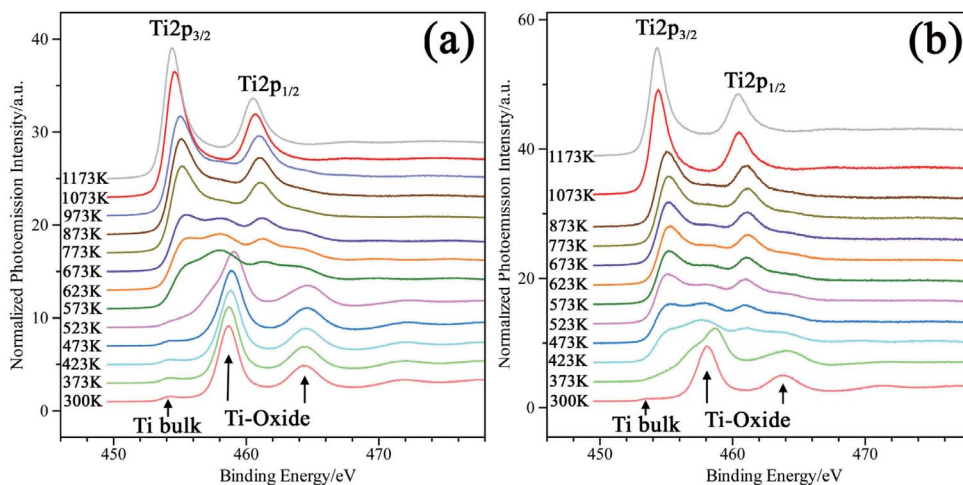 (a)
Ti2p3/2
Ti2p1/2
Normalized Photoemission Intensity/a.u.
40
30
20
10
0
1173K
1073K
973K
873K
773K
673K
623K
573K
523K
473K
423K
373K
300K
Ti bulk
Ti-Oxide
450
460
470
Binding Energy/eV
(b)
Ti2p3/2
Ti2p1/2
Normalized Photoemission Intensity/a.u.
60
40
20
0
1173K
1073K
873K
773K
673K
623K
573K
523K
473K
423K
373K
300K
Ti bulk
Ti-Oxide
450
460
470
Binding Energy/eV